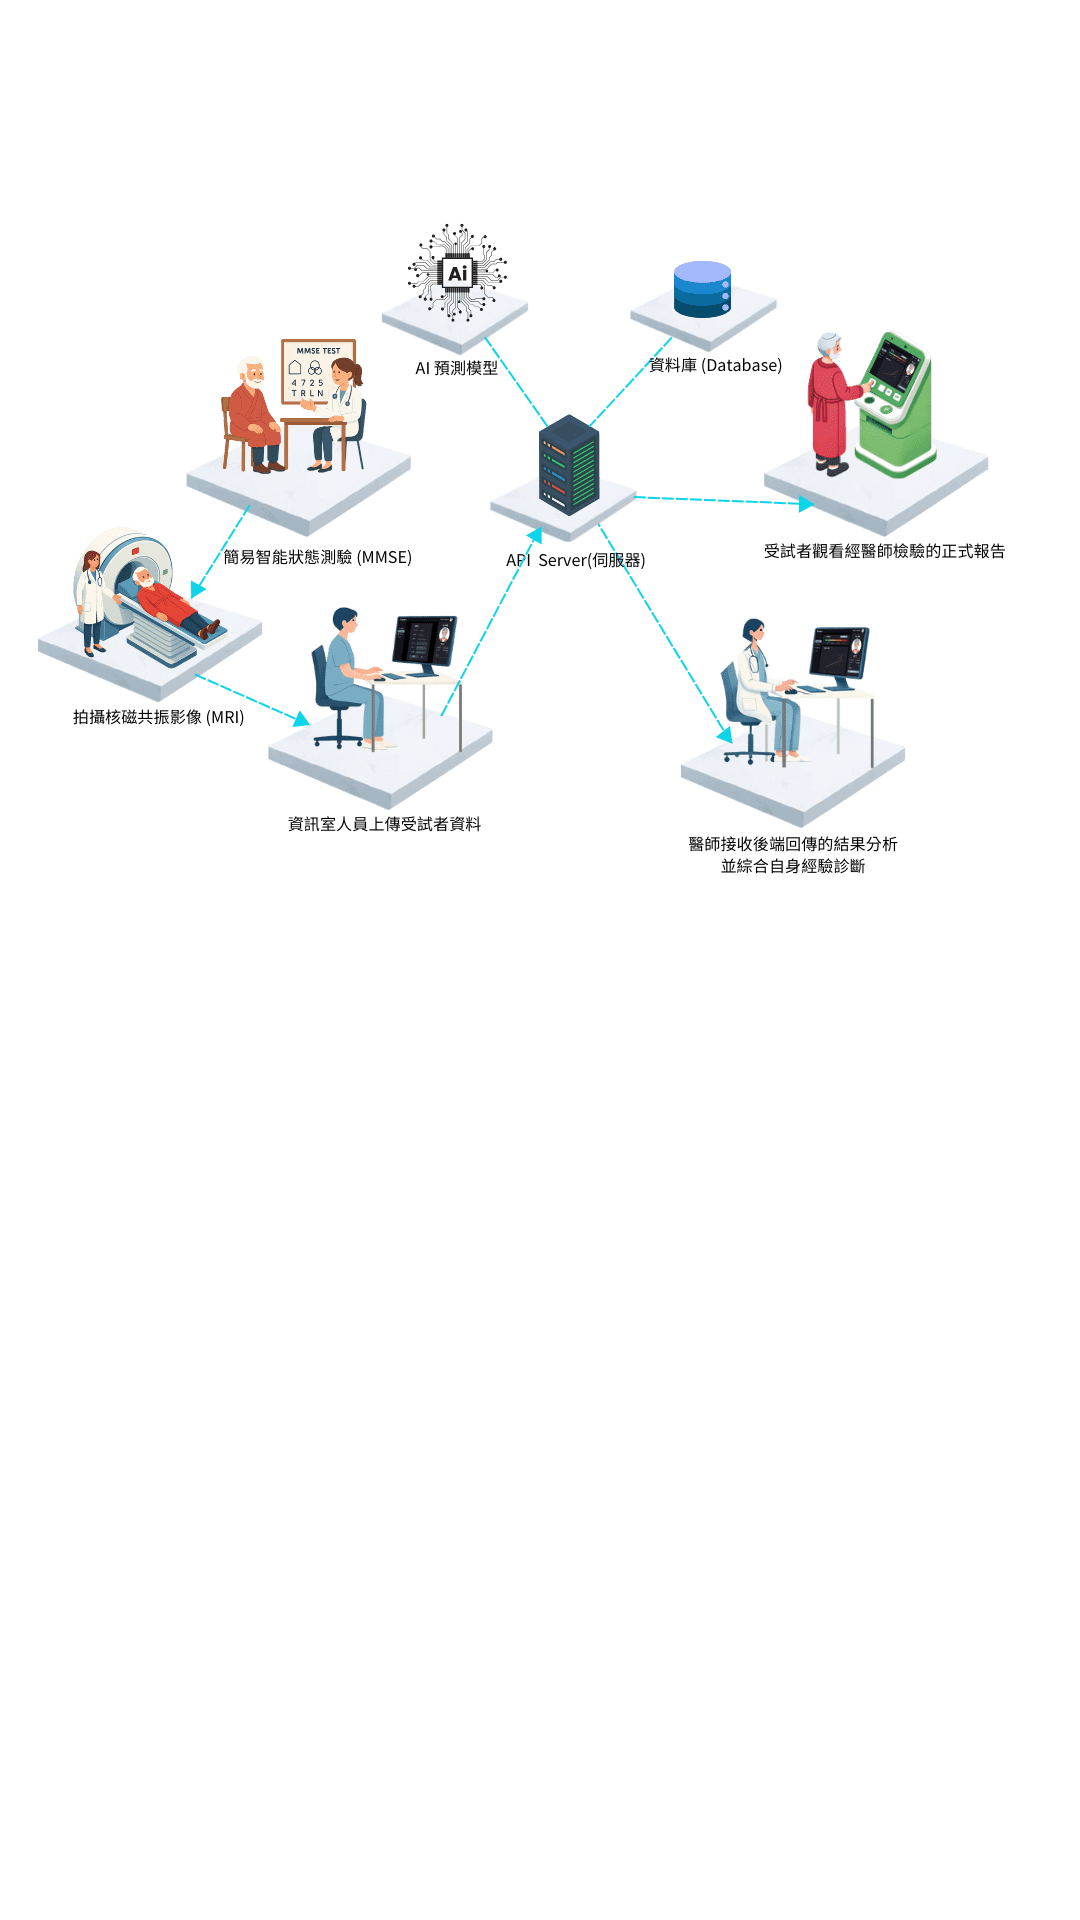 Ai
AI 預測模型
資料庫 (Database)
MMSE TEST
4 7 2 5
T R L N
簡易智能狀態測驗 (MMSE)
API Server(伺服器)
受試者觀看經醫師檢驗的正式報告
拍攝核磁共振影像 (MRI)
資訊室人員上傳受試者資料
醫師接收後端回傳的結果分析
並綜合自身經驗診斷